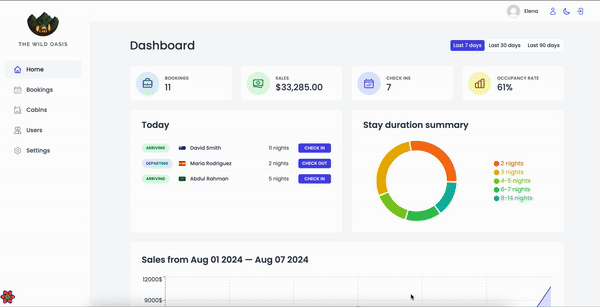 Elena
THE WILD OASIS
Home
Bookings
Cabins
Users
Settings
Dashboard
Last 7 days Last 30 days Last 90 days
BOOKINGS
11
SALES
$33,285.00
CHECK INS
7
OCCUPANCY RATE
61%
Today
ARRIVING David Smith 11 nights CHECK IN
DEPARTING Maria Rodriguez 2 nights CHECK OUT
ARRIVING Abdul Rahman 5 nights CHECK IN
Stay duration summary
2 nights
3 nights
4-5 nights
6-7 nights
8-14 nights
Sales from Aug 01 2024 — Aug 07 2024
12000$
9000$